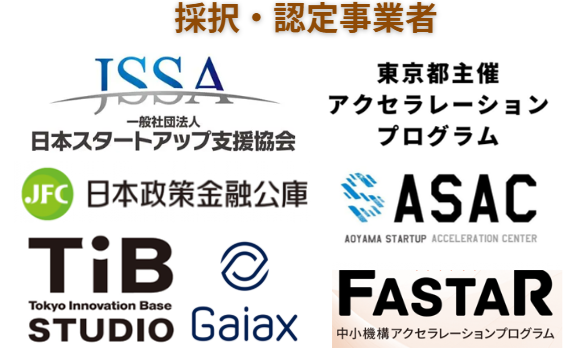 採択・認定事業者
JSSA
一般社団法人
日本スタートアップ支援協会
東京都主催
アクセラレーション
プログラム
JFC 日本政策金融公庫
ASAC
AOYAMA STARTUP ACCELERATION CENTER
TiB
Tokyo Innovation Base
STUDIO
Gaiax
FASTAR
中小機構アクセラレーションプログラム